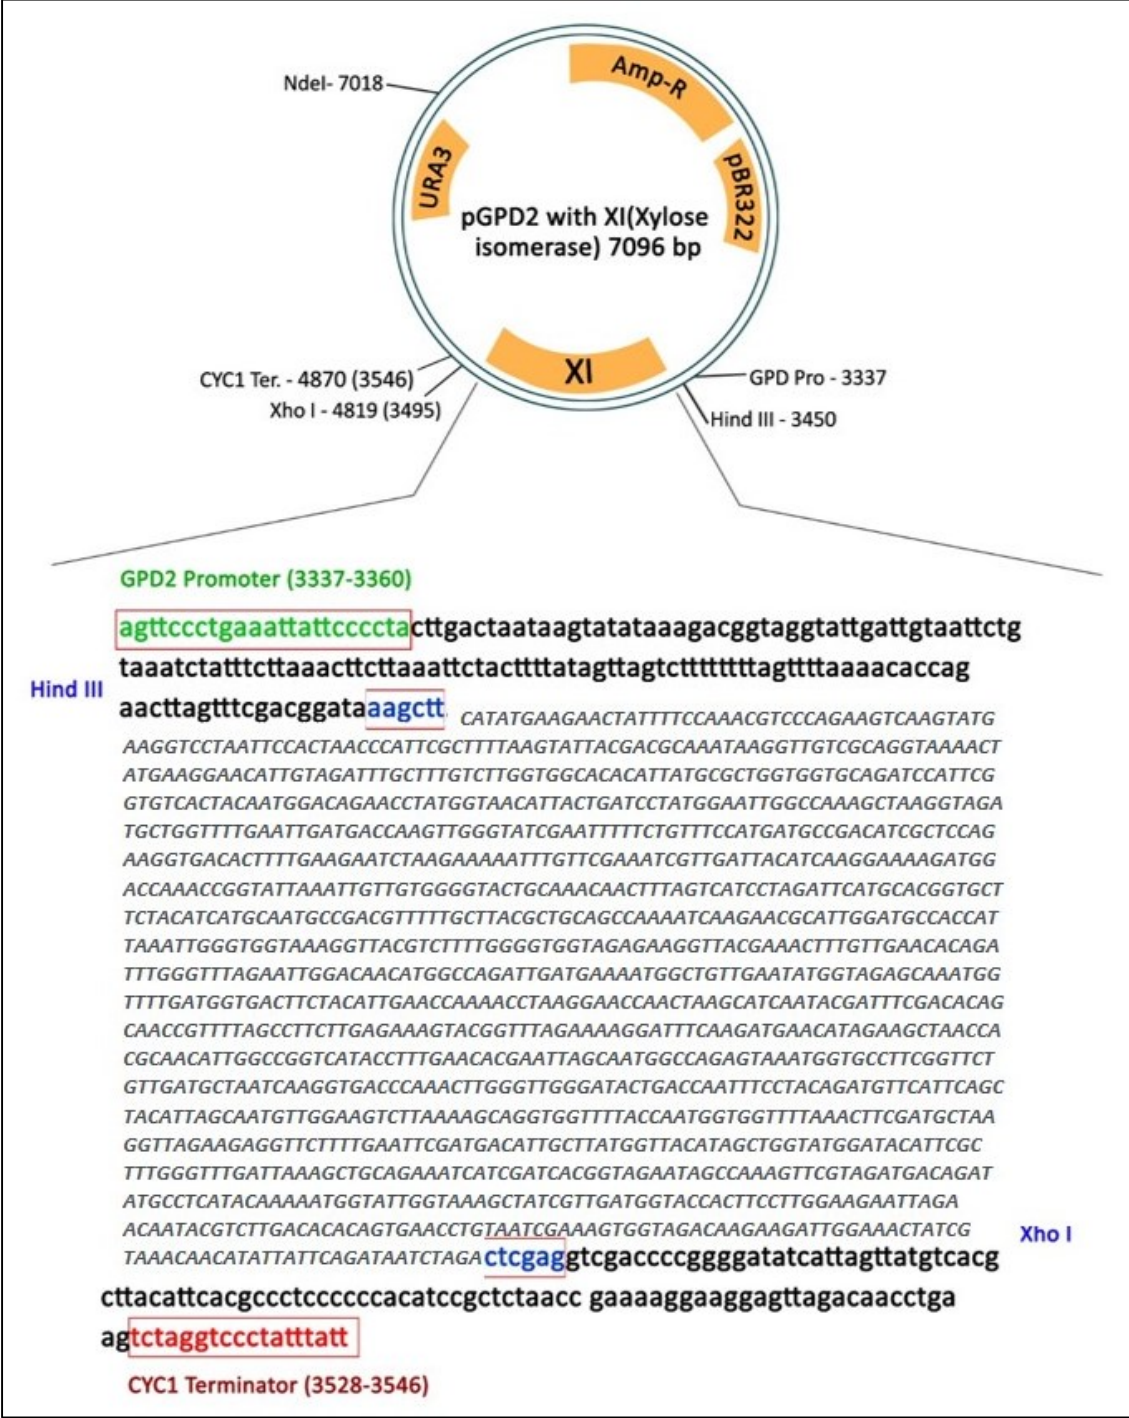 Amp-R
NdeI- 7018
URA3
pBR322
pGPD2 with XI(Xylose
isomerase) 7096 bp
XI
CYC1 Ter. - 4870 (3546)
GPD Pro - 3337
Xho I - 4819 (3495)
Hind III - 3450
GPD2 Promoter (3337-3360)
agttccctgaaattattcccctacttgactaataagtatataaagacggtaggtattgattgtaattctg
taaatctatttcttaaacttcttaaattctacttttatagttagtcttttttttagttttaaaacaccag
Hind III
aacttagtttcgacggataaagctt CATATGAAGAACTATTTTCCAAACGTCCCAGAAGTCAAGTATG
AAGGTCCTAATTCCACTAACCCATTCGCTTTTAAGTATTACGACGCAAATAAGGTTGTCGCAGGTAAAACT
ATGAAGGAACATTGTAGATTTGCTTTGTCTTGGTGGCACACATTATGCGCTGGTGGTGCAGATCCATTCG
GTGTCACTACAATGGACAGAACCTATGGTAACATTACTGATCCTATGGAATTGGCCAAAGCTAAGGTAGA
TGCTGGTTTTGAATTGATGACCAAGTTGGGTATCGAATTTTTCTGTTTCCATGATGCCGACATCGCTCCAG
AAGGTGACACTTTTGAAGAATCTAAGAAAAATTTGTTCGAAATCGTTGATTACATCAAGGAAAAGATGG
ACCAAACCGGTATTAAATTGTTGTGGGGTACTGCAAACAACTTTAGTCATCCTAGATTCATGCACGGTGCT
TCTACATCATGCAATGCCGACGTTTTTGCTTACGCTGCAGCCAAAATCAAGAACGCATTGGATGCCACCAT
TAAATTGGGTGGTAAAGGTTACGTCTTTTGGGGTGGTAGAGAAGGTTACGAAACTTTGTTGAACACAGA
TTTGGGTTTAGAATTGGACAACATGGCCAGATTGATGAAAATGGCTGTTGAATATGGTAGAGCAAATGG
TTTTGATGGTGACTTCTACATTGAACCAAAACCTAAGGAACCAACTAAGCATCAATACGATTTCGACACAG
CAACCGTTTTAGCCTTCTTGAGAAAGTACGGTTTAGAAAAGGATTTCAAGATGAACATAGAAGCTAACCA
CGCAACATTGGCCGGTCATACCTTTGAACACGAATTAGCAATGGCCAGAGTAAATGGTGCCTTCGGTTCT
GTTGATGCTAATCAAGGTGACCCAAACTTGGGTTGGGATACTGACCAATTTCCTACAGATGTTCATTCAGC
TACATTAGCAATGTTGGAAGTCTTAAAAGCAGGTGGTTTTACCAATGGTGGTTTTAAACTTCGATGCTAA
GGTTAGAAGAGGTTCTTTTGAATTCGATGACATTGCTTATGGTTACATAGCTGGTATGGATACATTCGC
TTTGGGTTTGATTAAAGCTGCAGAAATCATCGATCACGGTAGAATAGCCAAAGTTCGTAGATGACAGAT
ATGCCTCATACAAAAATGGTATTGGTAAAGCTATCGTTGATGGTACCACTTCCTTGGAAGAATTAGA
ACAATACGTCTTGACACACAGTGAACCTGTAATCGAAAGTGGTAGACAAGAAGATTGGAAACTATCG
Xho I
TAAACAACATATTATTCAGATAATCTAGActcgaggtcgaccccggggatatcattagttatgtcacg
cttacattcacgccctccccccacatccgctctaacc gaaaaggaaggagttagacaacctga
agtctaggtccctatttatt
CYC1 Terminator (3528-3546)